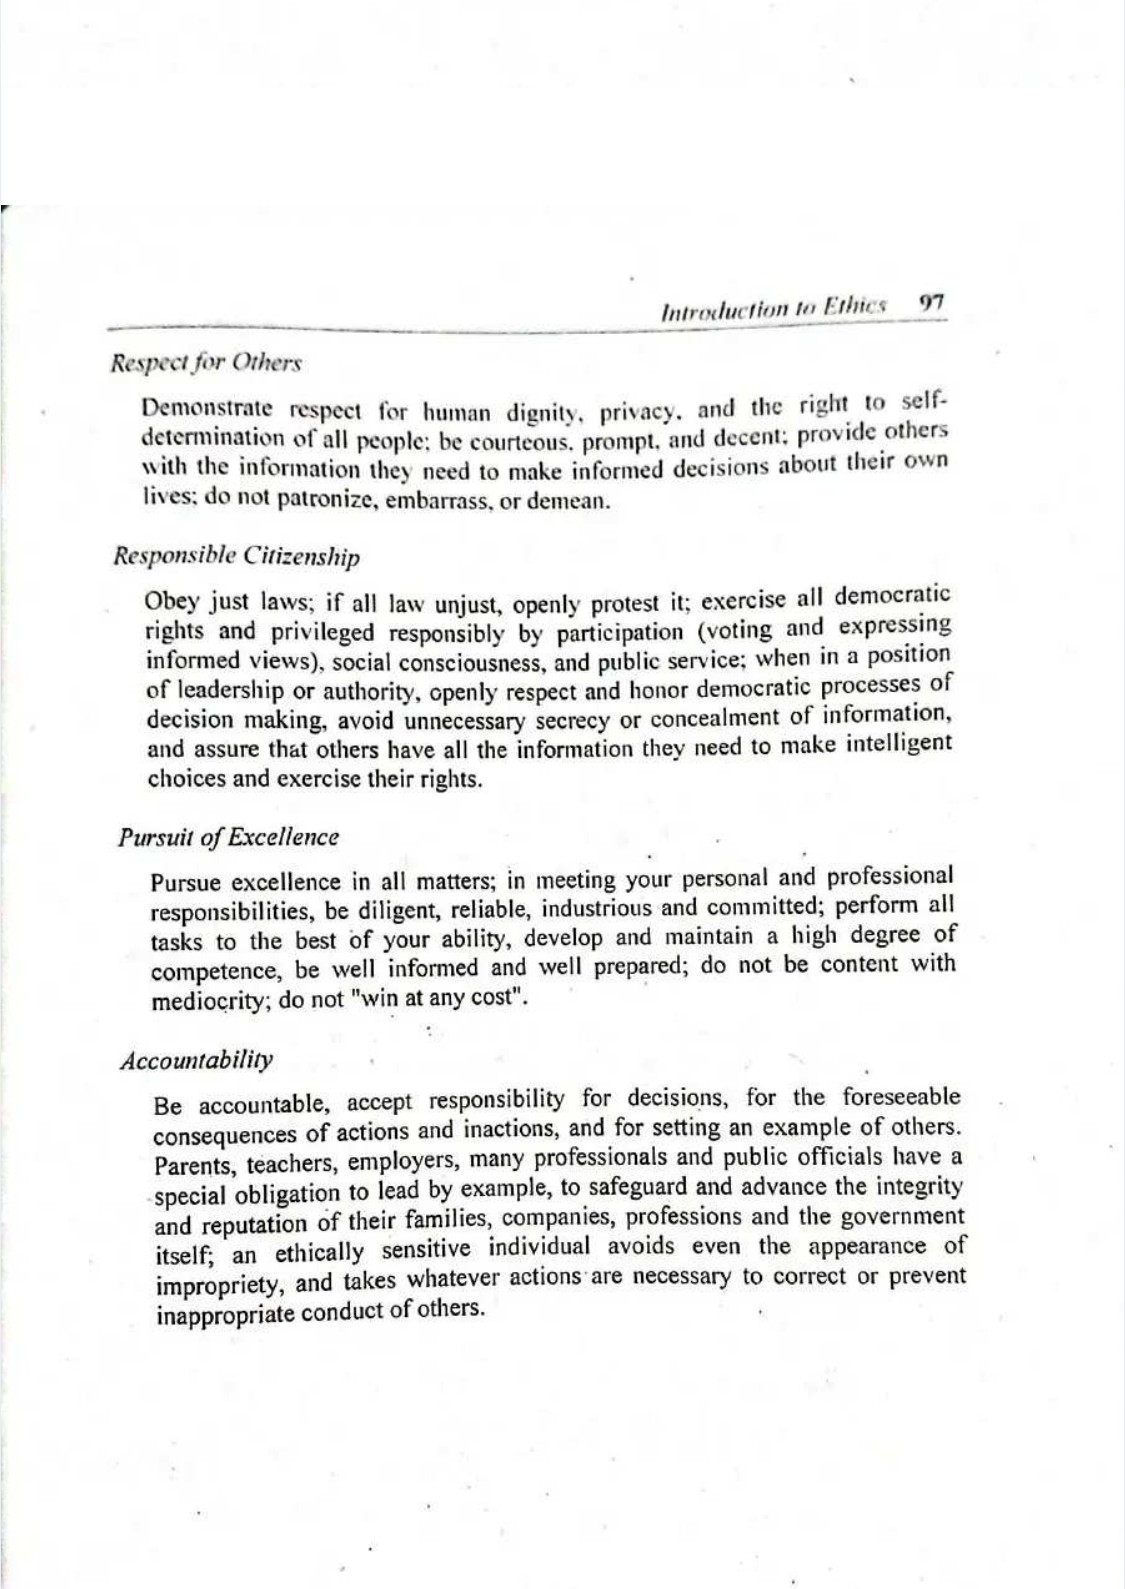 Introduction to Ethics 97
Respect for Others
Demonstrate respect for human dignity, privacy, and the right to self-
determination of all people; be courteous, prompt, and decent; provide others
with the information they need to make informed decisions about their own
lives; do not patronize, embarrass, or demean.
Responsible Citizenship
Obey just laws; if all law unjust, openly protest it; exercise all democratic
rights and privileged responsibly by participation (voting and expressing
informed views), social consciousness, and public service; when in a position
of leadership or authority, openly respect and honor democratic processes of
decision making, avoid unnecessary secrecy or concealment of information,
and assure that others have all the information they need to make intelligent
choices and exercise their rights.
Pursuit of Excellence
Pursue excellence in all matters; in meeting your personal and professional
responsibilities, be diligent, reliable, industrious and committed; perform all
tasks to the best of your ability, develop and maintain a high degree of
competence, be well informed and well prepared; do not be content with
mediocrity; do not "win at any cost".
Accountability
Be accountable, accept responsibility for decisions, for the foreseeable
consequences of actions and inactions, and for setting an example of others.
Parents, teachers, employers, many professionals and public officials have a
special obligation to lead by example, to safeguard and advance the integrity
and reputation of their families, companies, professions and the government
itself; an ethically sensitive individual avoids even the appearance of
impropriety, and takes whatever actions are necessary to correct or prevent
inappropriate conduct of others.